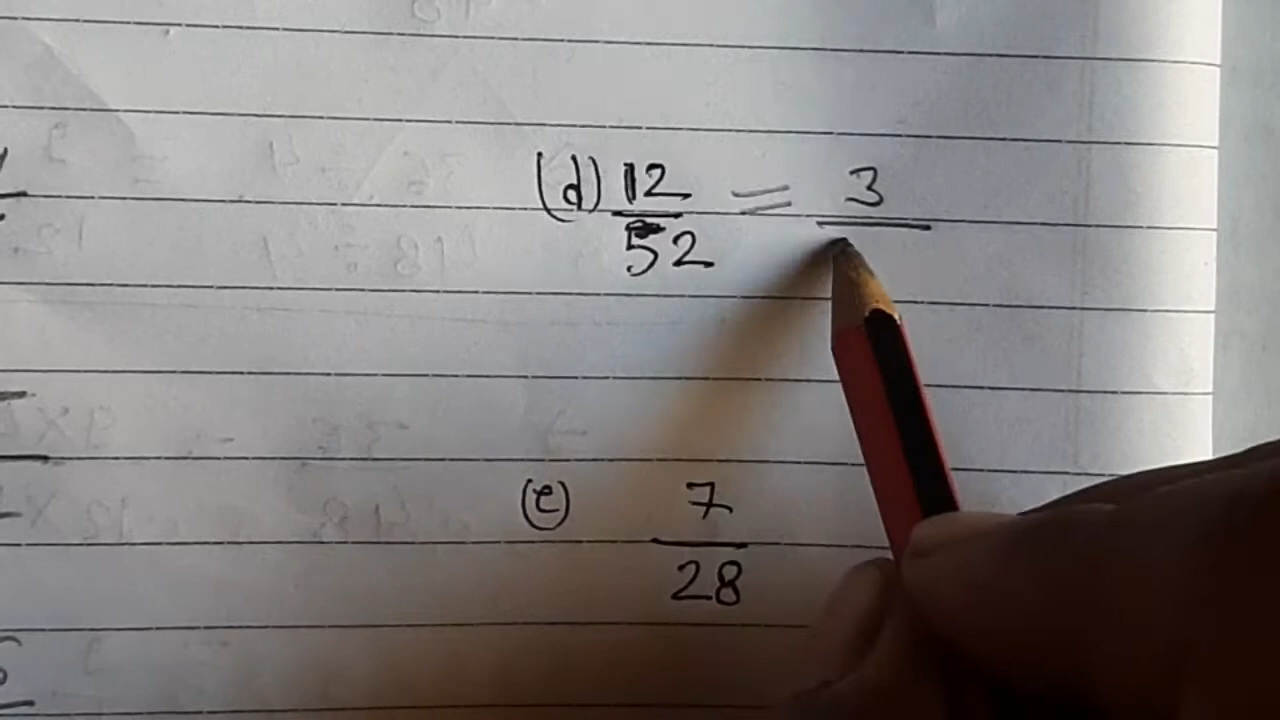 (d) 12/52 = 3/
(e) 7/28